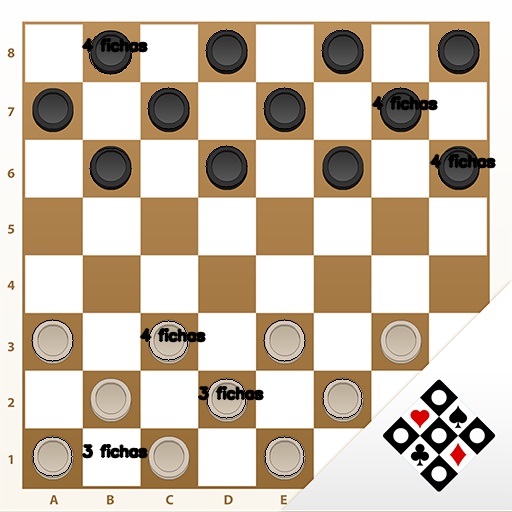 8 4 fichas
7 4 fichas
6 4 fichas
5
4
3 4 fichas
2 3 fichas
1 3 fichas
A B C D E